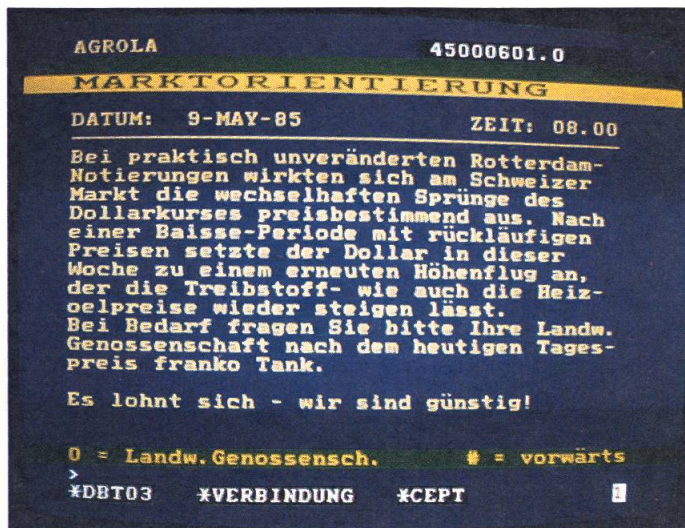 AGROLA 45000601.0
MARKTORIENTIERUNG
DATUM: 9-MAY-85 ZEIT: 08.00
Bei praktisch unveränderten Rotterdam-
Notierungen wirkten sich am Schweizer
Markt die wechselhaften Sprünge des
Dollarkurses preisbestimmend aus. Nach
einer Baisse-Periode mit rückläufigen
Preisen setzte der Dollar in dieser
Woche zu einem erneuten Höhenflug an,
der die Treibstoff- wie auch die Heiz-
oelpreise wieder steigen lässt.
Bei Bedarf fragen Sie bitte Ihre Landw.
Genossenschaft nach dem heutigen Tages-
preis franko Tank.
Es lohnt sich - wir sind günstig!
0 = Landw.Genossensch. # = vorwärts
>
*DBT03 *VERBINDUNG *CEPT 1